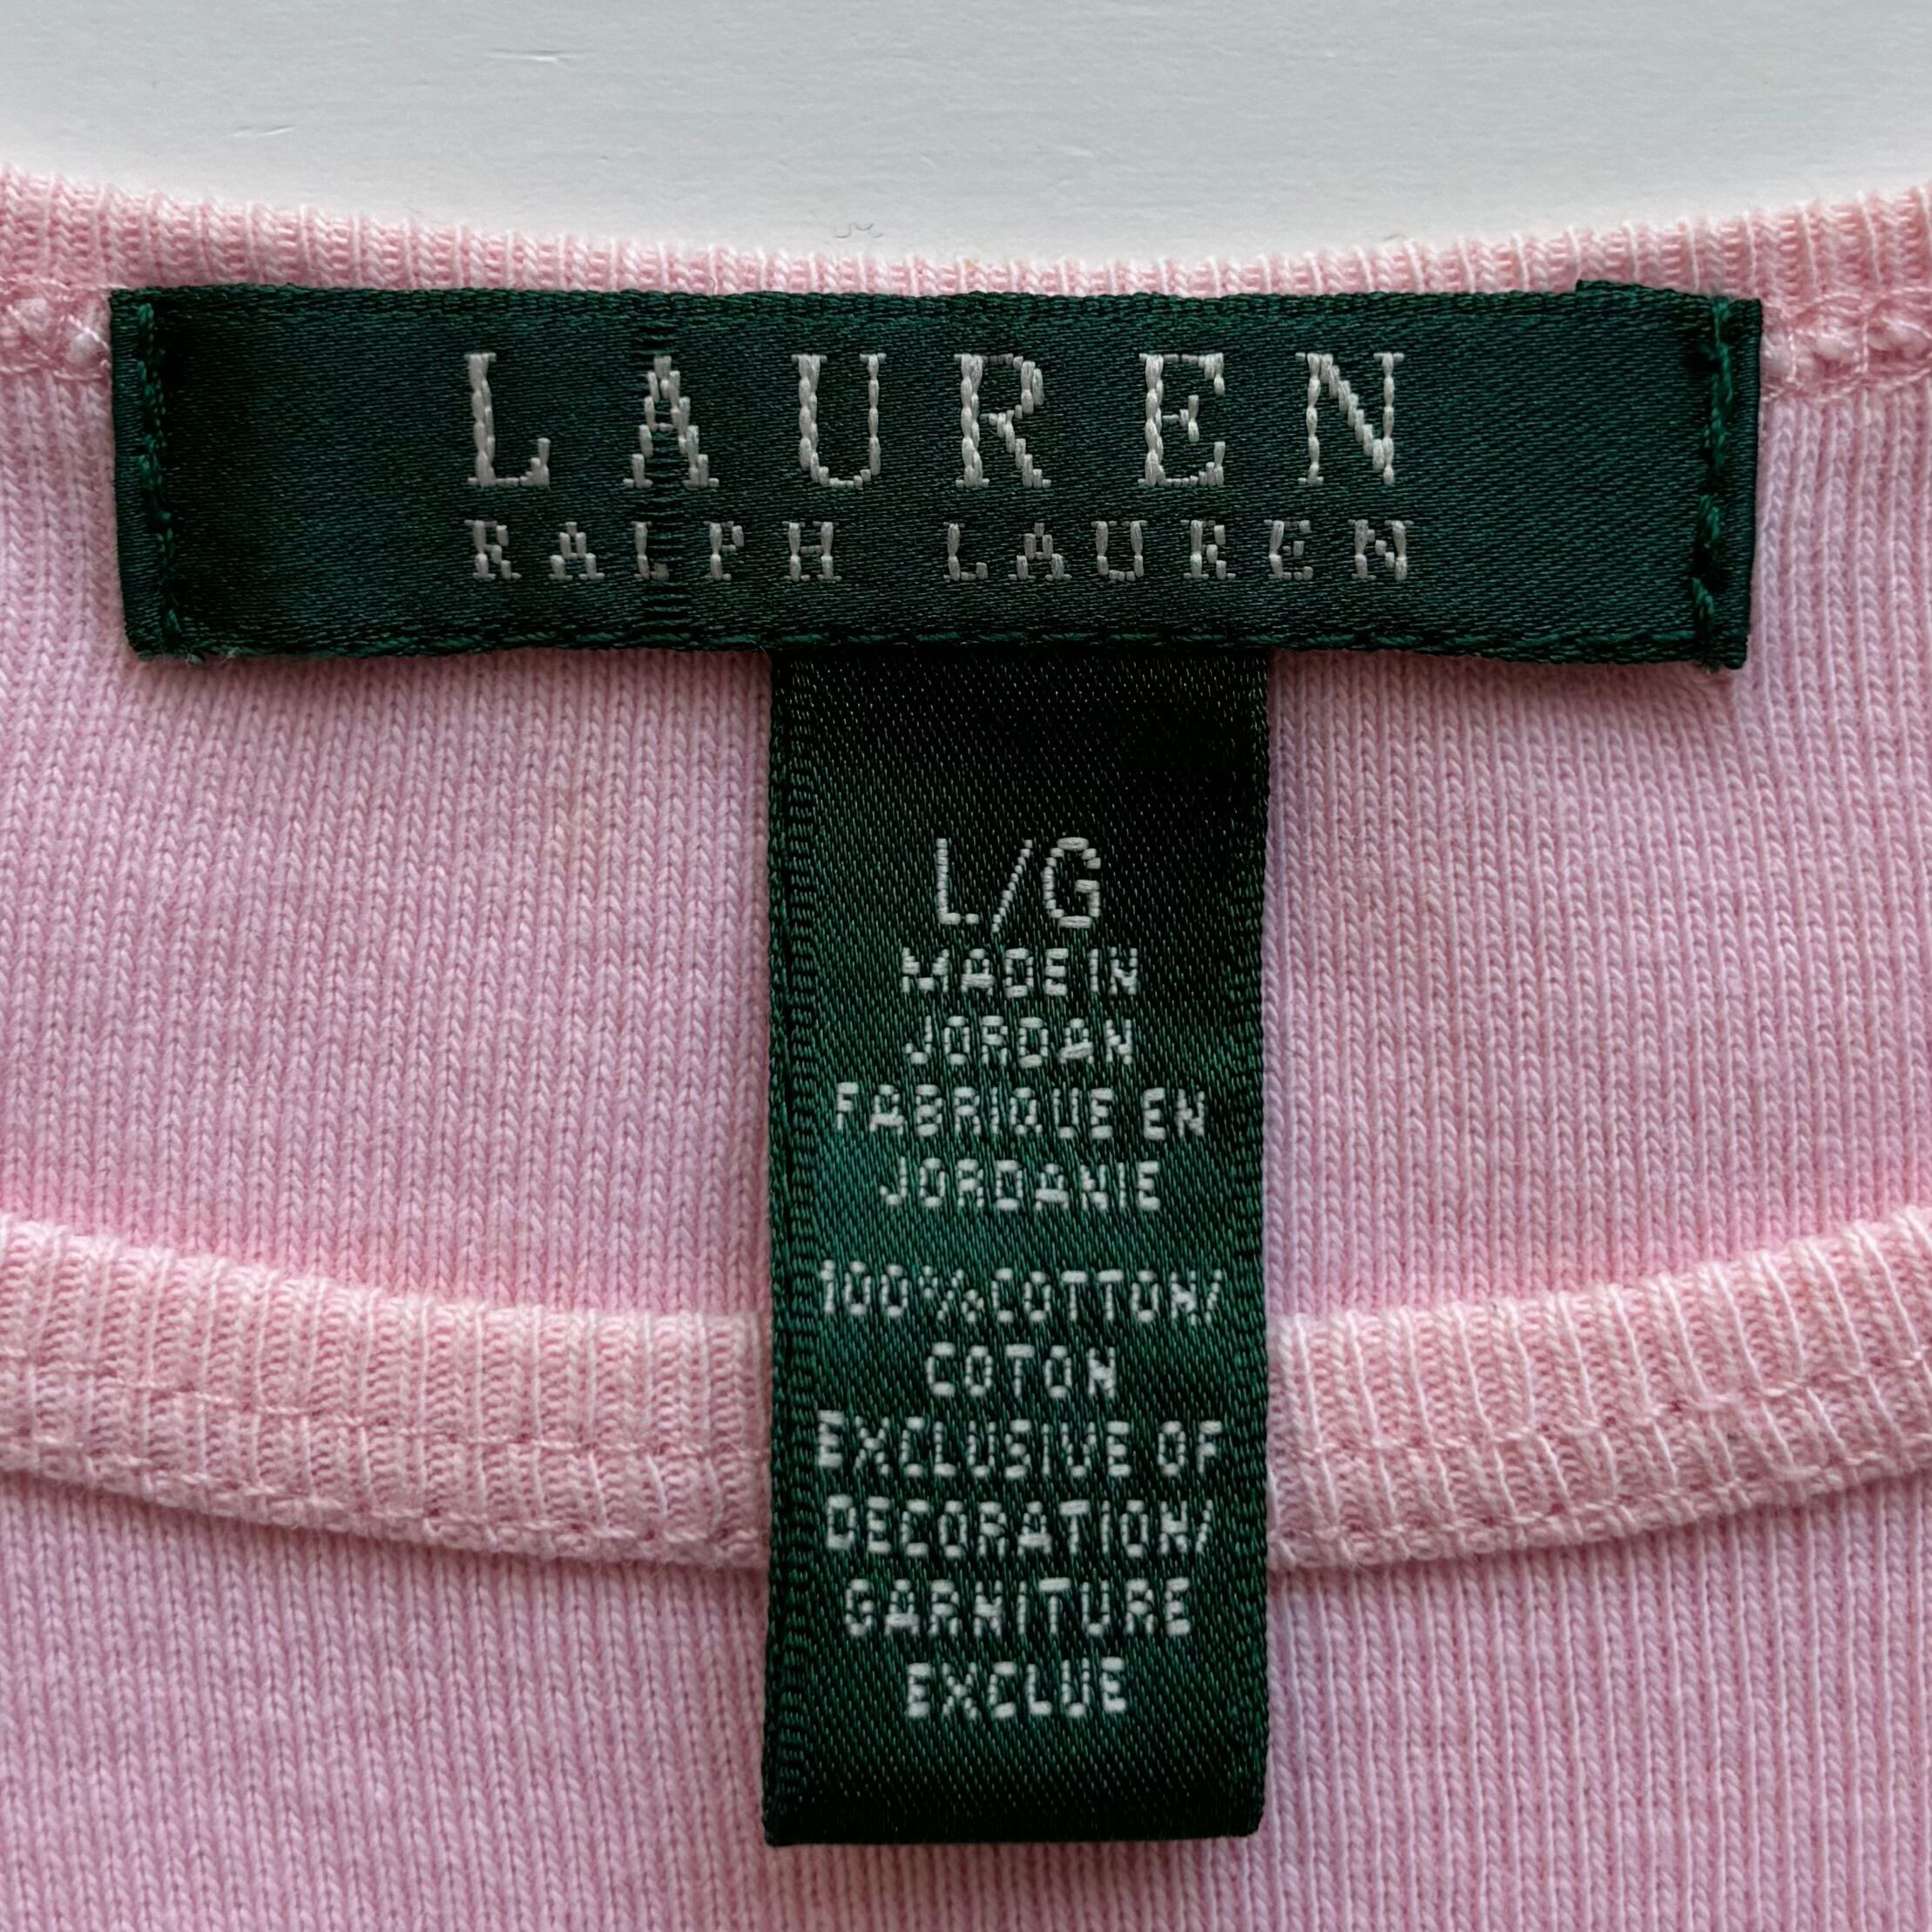 LAUREN
RALPH LAUREN
L/G
MADE IN
JORDAN
FABRIQUE EN
JORDANIE
100% COTTON/
COTON
EXCLUSIVE OF
DECORATION/
GARNITURE
EXCLUE